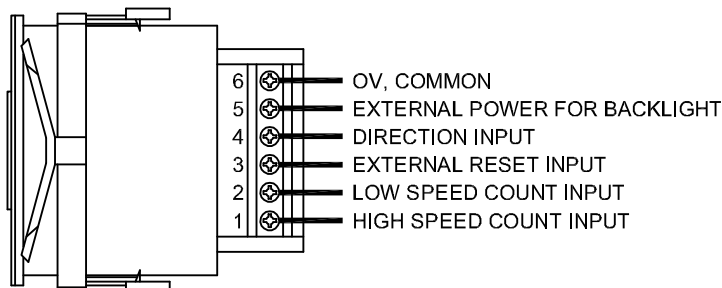 6 OV, COMMON
5 EXTERNAL POWER FOR BACKLIGHT
4 DIRECTION INPUT
3 EXTERNAL RESET INPUT
2 LOW SPEED COUNT INPUT
1 HIGH SPEED COUNT INPUT